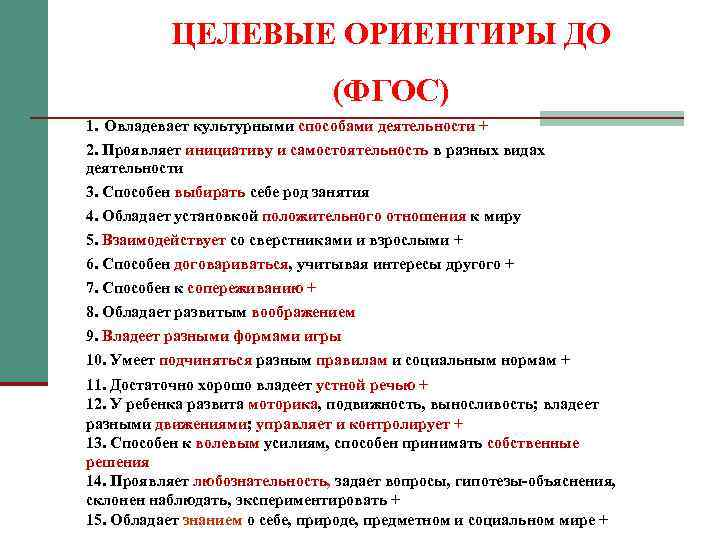 ЦЕЛЕВЫЕ ОРИЕНТИРЫ ДО
(ФГОС)
1. Овладевает культурными способами деятельности +
2. Проявляет инициативу и самостоятельность в разных видах
деятельности
3. Способен выбирать себе род занятия
4. Обладает установкой положительного отношения к миру
5. Взаимодействует со сверстниками и взрослыми +
6. Способен договариваться, учитывая интересы другого +
7. Способен к сопереживанию +
8. Обладает развитым воображением
9. Владеет разными формами игры
10. Умеет подчиняться разным правилам и социальным нормам +
11. Достаточно хорошо владеет устной речью +
12. У ребенка развита моторика, подвижность, выносливость; владеет
разными движениями; управляет и контролирует +
13. Способен к волевым усилиям, способен принимать собственные
решения
14. Проявляет любознательность, задает вопросы, гипотезы-объяснения,
склонен наблюдать, экспериментировать +
15. Обладает знанием о себе, природе, предметном и социальном мире +